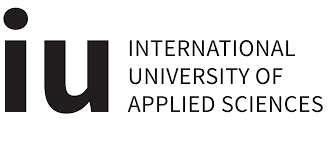 iu
INTERNATIONAL
UNIVERSITY OF
APPLIED SCIENCES